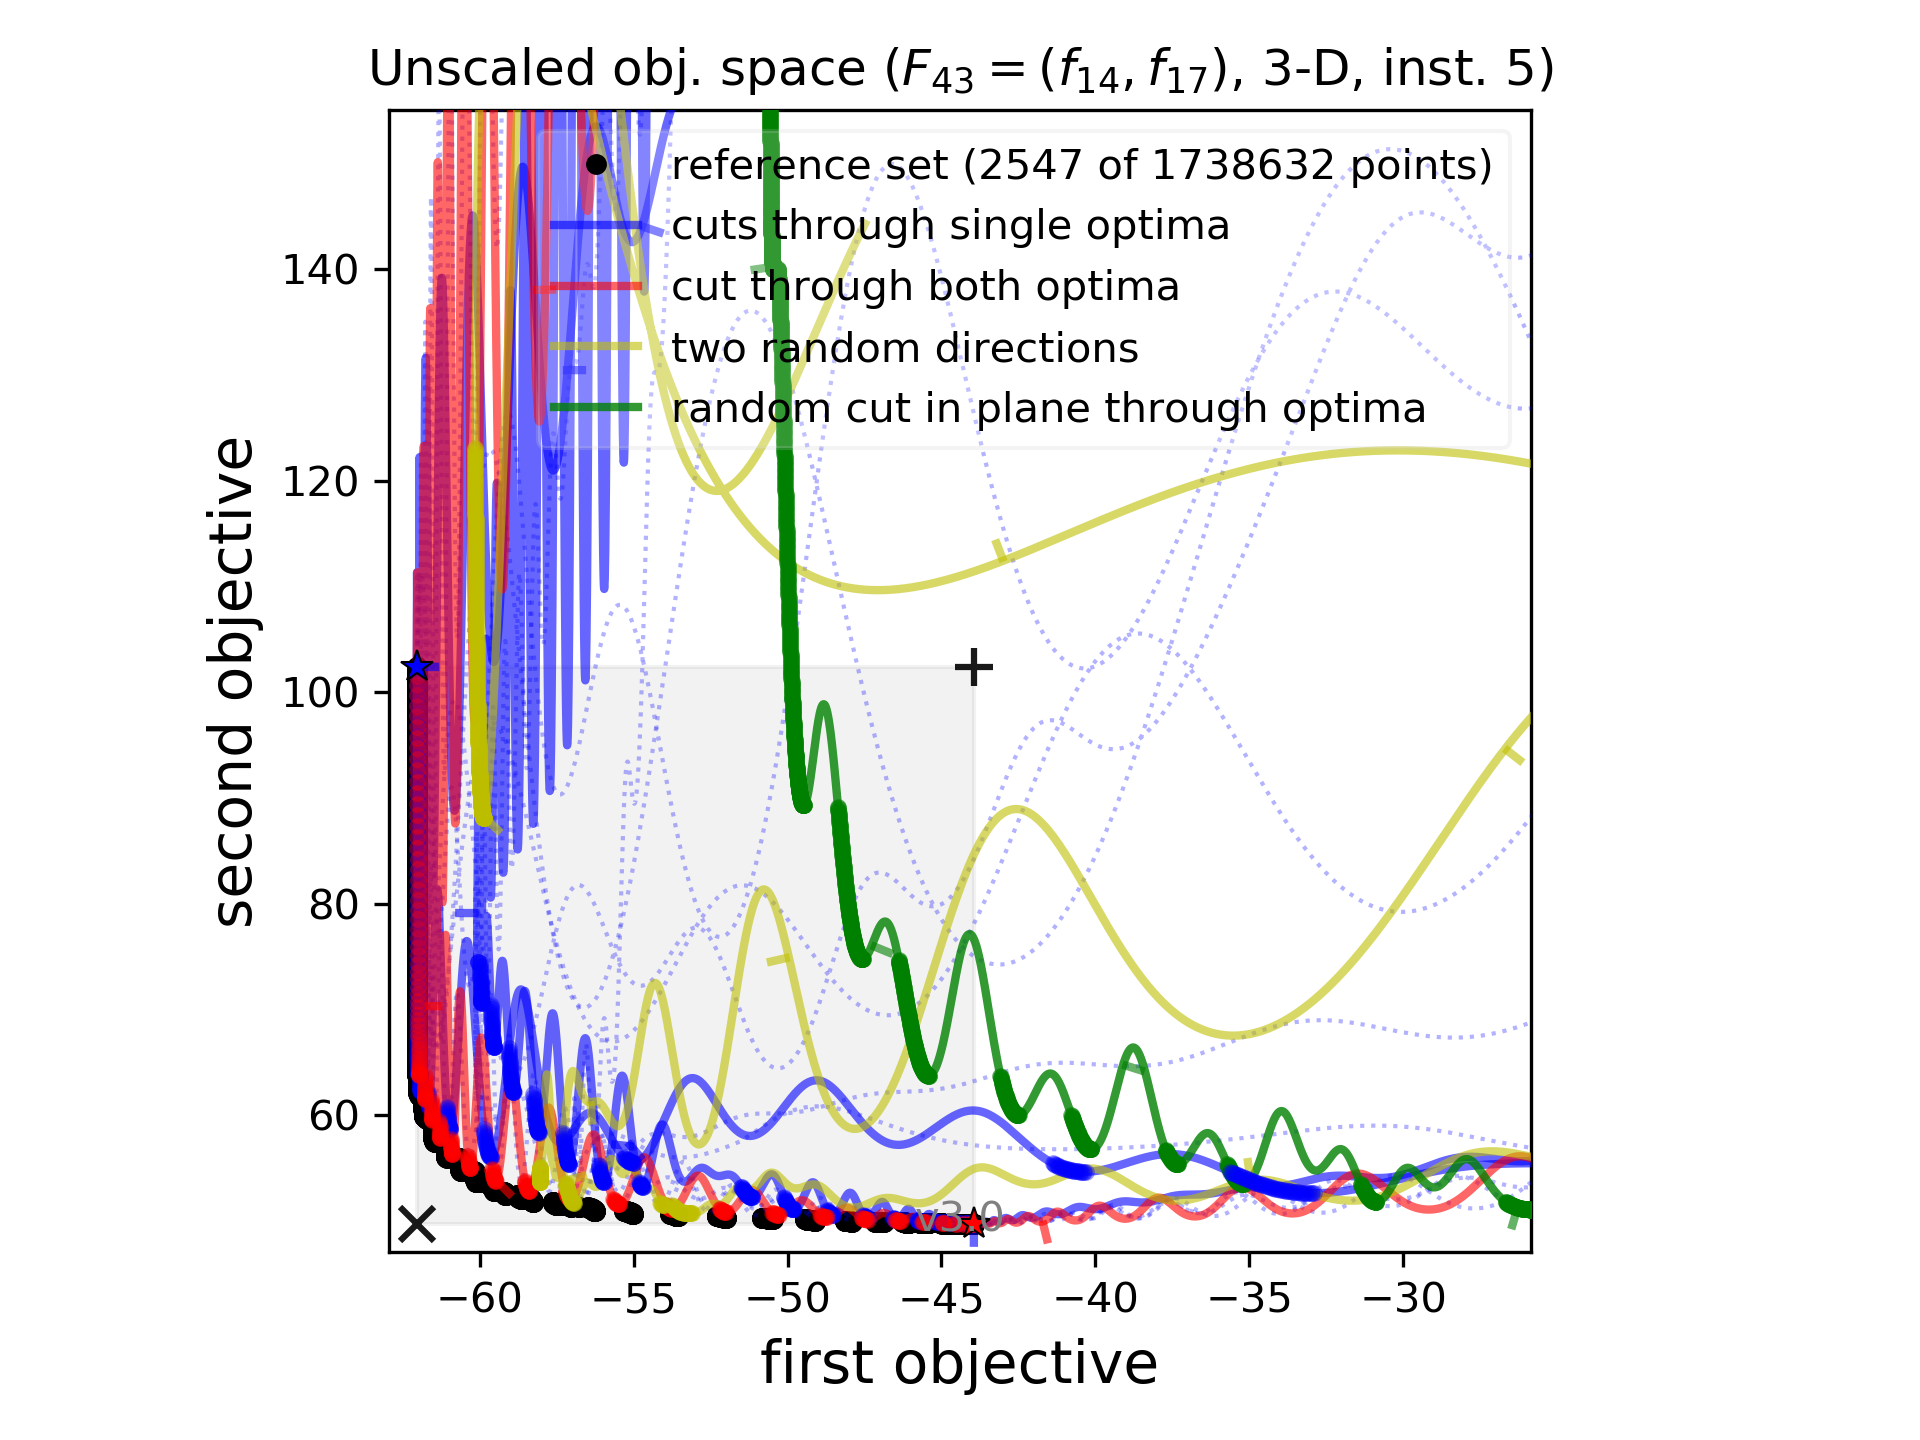 Unscaled obj. space (F₄₃ = (f₁₄, f₁₇), 3-D, inst. 5)
reference set (2547 of 1738632 points)
cuts through single optima
cut through both optima
two random directions
random cut in plane through optima
second objective
140
120
100
80
60
v3.0
−60 −55 −50 −45 −40 −35 −30
first objective